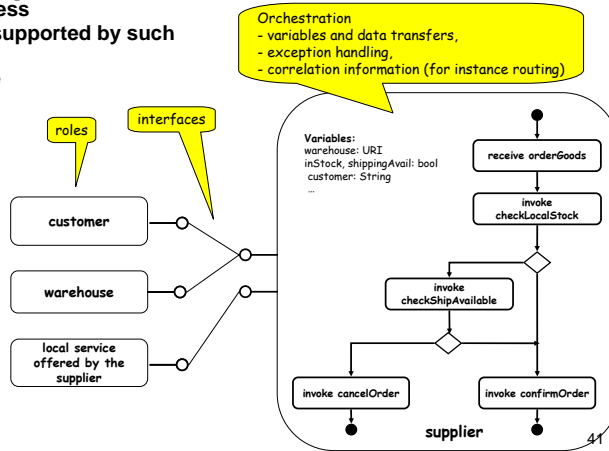 ess
supported by such
Orchestration
- variables and data transfers,
- exception handling,
- correlation information (for instance routing)
roles
interfaces
Variables:
warehouse: URI
inStock, shippingAvail: bool
customer: String
...
receive orderGoods
invoke
checkLocalStock
customer
invoke
checkShipAvailable
warehouse
local service
offered by the
supplier
invoke cancelOrder
invoke confirmOrder
supplier
41